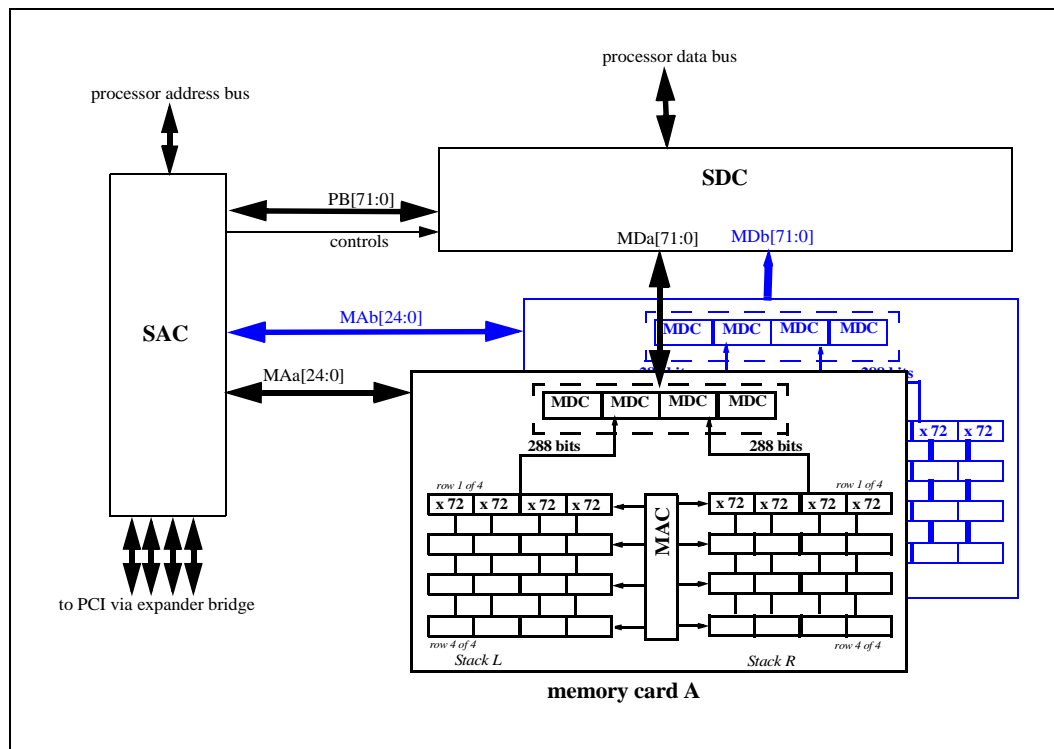 processor data bus
processor address bus
SDC
PB[71:0]
controls
MDa[71:0]
MDb[71:0]
SAC
MAb[24:0]
MDC MDC MDC MDC
MAa[24:0]
MDC MDC MDC MDC
288 bits 288 bits
row 1 of 4 row 1 of 4
x 72 x 72 x 72 x 72
MAC
x 72 x 72 x 72 x 72
x 72 x 72
to PCI via expander bridge
row 4 of 4 row 4 of 4
Stack L Stack R
memory card A